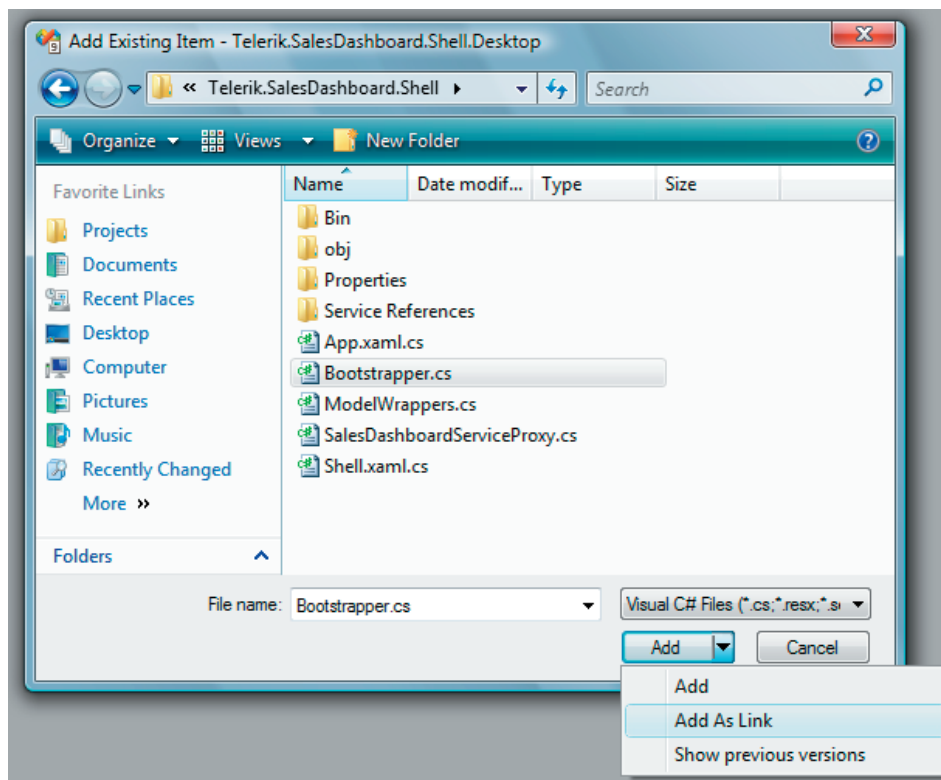 Add Existing Item - Telerik.SalesDashboard.Shell.Desktop
« Telerik.SalesDashboard.Shell
Search
Organize
Views
New Folder
Favorite Links
Projects
Documents
Recent Places
Desktop
Computer
Pictures
Music
Recently Changed
More »
Folders
Name Date modif... Type Size
Bin
obj
Properties
Service References
App.xaml.cs
Bootstrapper.cs
ModelWrappers.cs
SalesDashboardServiceProxy.cs
Shell.xaml.cs
File name: Bootstrapper.cs
Visual C# Files (*.cs;*.resx;*.s
Add Cancel
Add
Add As Link
Show previous versions